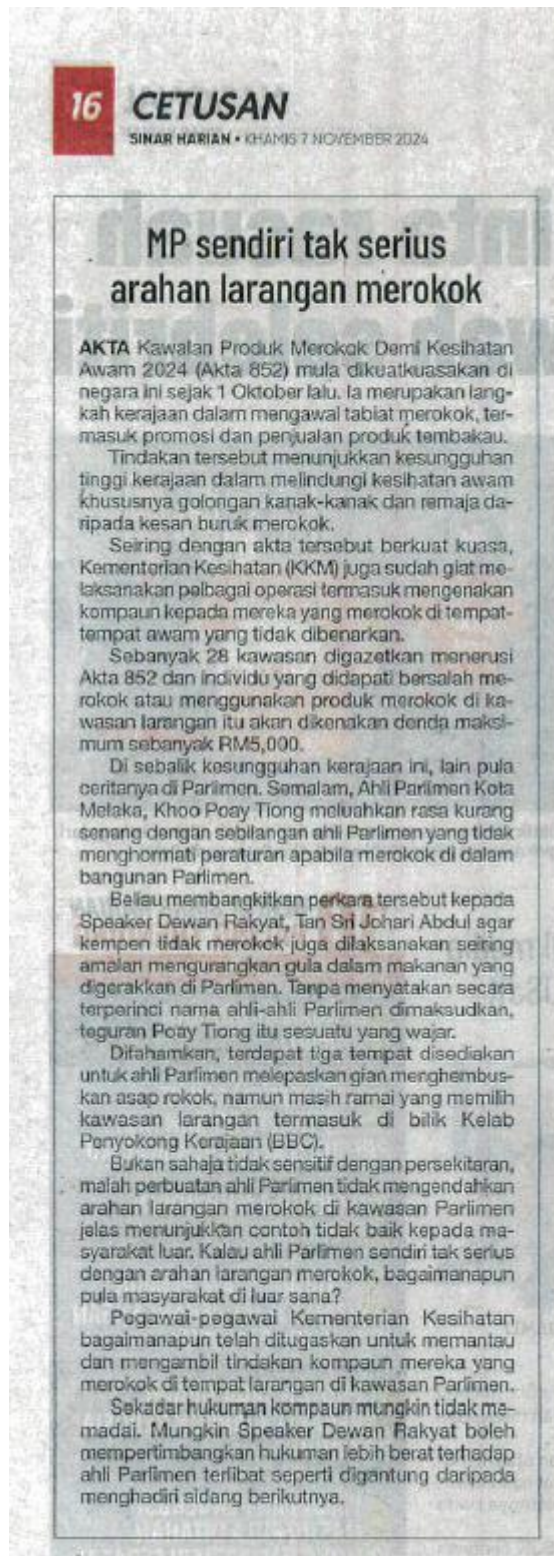 16 CETUSAN
SINAR HARIAN • KHAMIS 7 NOVEMBER 2024
MP sendiri tak serius
arahan larangan merokok
AKTA Kawalan Produk Merokok Demi Kesihatan
Awam 2024 (Akta 852) mula dikuatkuasakan di
negara ini sejak 1 Oktober lalu. Ia merupakan lang-
kah kerajaan dalam mengawal tabiat merokok, ter-
masuk promosi dan penjualan produk tembakau.
Tindakan tersebut menunjukkan kesungguhan
tinggi kerajaan dalam melindungi kesihatan awam
khususnya golongan kanak-kanak dan remaja da-
ripada kesan buruk merokok.
Seiring dengan akta tersebut berkuat kuasa,
Kementerian Kesihatan (KKM) juga sudah giat me-
laksanakan pelbagai operasi termasuk mengenakan
kompaun kepada mereka yang merokok di tempat-
tempat awam yang tidak dibenarkan.
Sebanyak 28 kawasan digazetkan menerusi
Akta 852 dan individu yang didapati bersalah me-
rokok atau menggunakan produk merokok di ka-
wasan larangan itu akan dikenakan denda maksi-
mum sebanyak RM5,000.
Di sebalik kesungguhan kerajaan ini, lain pula
ceritanya di Parlimen. Semalam, Ahli Parlimen Kota
Melaka, Khoo Poay Tiong meluahkan rasa kurang
senang dengan sebilangan ahli Parlimen yang tidak
menghormati peraturan apabila merokok di dalam
bangunan Parlimen.
Beliau membangkitkan perkara tersebut kepada
Speaker Dewan Rakyat, Tan Sri Johari Abdul agar
kempen tidak merokok juga dilaksanakan seiring
amalan mengurangkan gula dalam makanan yang
digerakkan di Parlimen. Tanpa menyatakan secara
terperinci nama ahli-ahli Parlimen dimaksudkan,
teguran Poay Tiong itu sesuatu yang wajar.
Difahamkan, terdapat tiga tempat disediakan
untuk ahli Parlimen melepaskan gian menghembus-
kan asap rokok, namun masih ramai yang memilih
kawasan larangan termasuk di bilik Kelab
Penyokong Kerajaan (BBC).
Bukan sahaja tidak sensitif dengan persekitaran,
malah perbuatan ahli Parlimen tidak mengendahkan
arahan larangan merokok di kawasan Parlimen
jelas menunjukkan contoh tidak baik kepada ma-
syarakat luar. Kalau ahli Parlimen sendiri tak serius
dengan arahan larangan merokok, bagaimanapun
pula masyarakat di luar sana?
Pegawai-pegawai Kementerian Kesihatan
bagaimanapun telah ditugaskan untuk memantau
dan mengambil tindakan kompaun mereka yang
merokok di tempat larangan di kawasan Parlimen.
Sekadar hukuman kompaun mungkin tidak me-
madai. Mungkin Speaker Dewan Rakyat boleh
mempertimbangkan hukuman lebih berat terhadap
ahli Parlimen terlibat seperti digantung daripada
menghadiri sidang berikutnya.